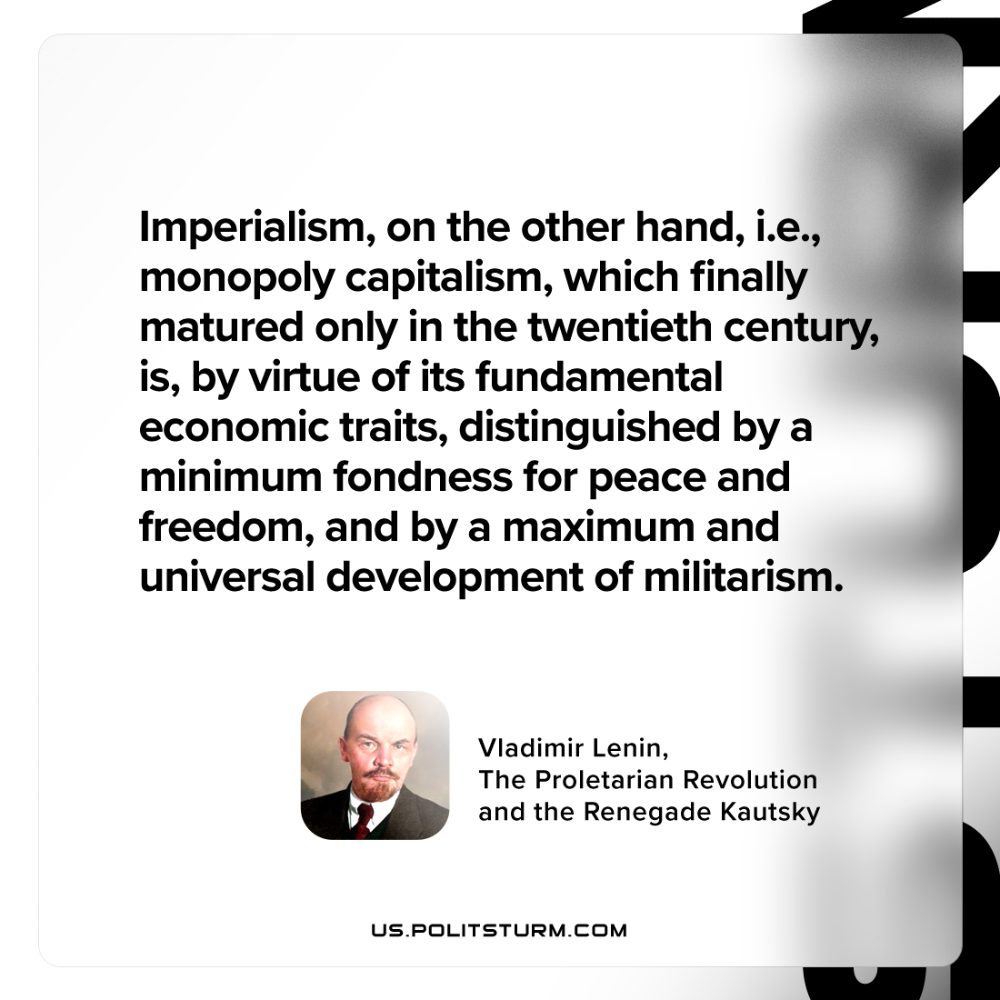 Imperialism, on the other hand, i.e.,
monopoly capitalism, which finally
matured only in the twentieth century,
is, by virtue of its fundamental
economic traits, distinguished by a
minimum fondness for peace and
freedom, and by a maximum and
universal development of militarism.
Vladimir Lenin,
The Proletarian Revolution
and the Renegade Kautsky
US.POLITSTURM.COM